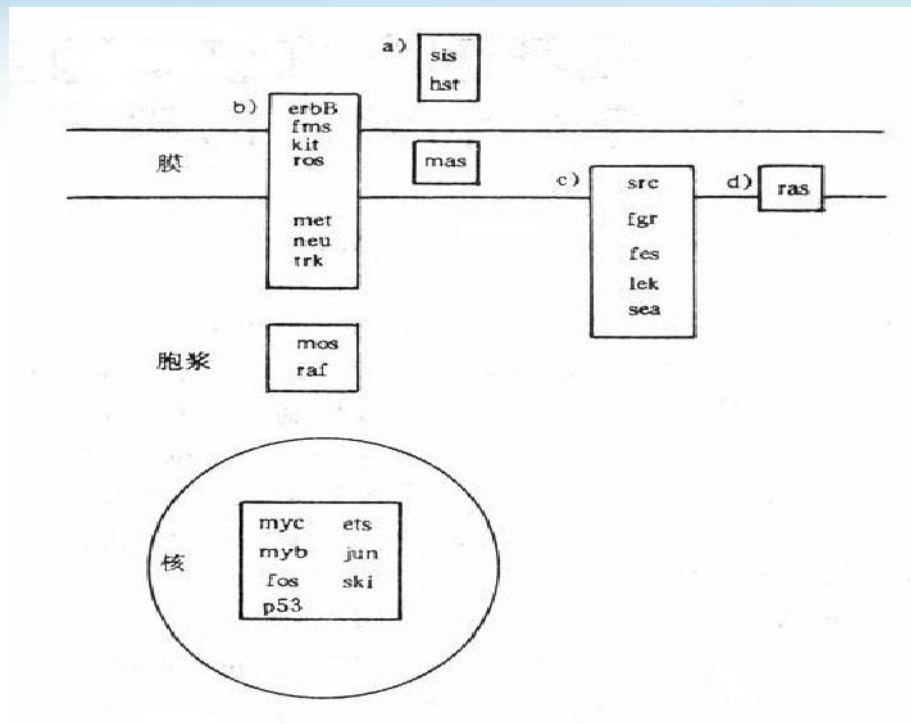 a)
sis
hst
b)
erbB
fms
kit
ros
met
neu
trk
膜
mas
c)
src
fgr
fes
lek
sea
d)
ras
胞浆
mos
raf
核
myc ets
myb jun
fos ski
p53